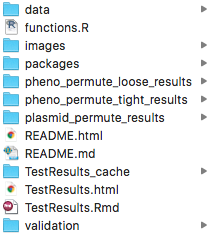 data
functions.R
images
packages
pheno_permute_loose_results
pheno_permute_tight_results
plasmid_permute_results
README.html
README.md
TestResults_cache
TestResults.html
TestResults.Rmd
validation